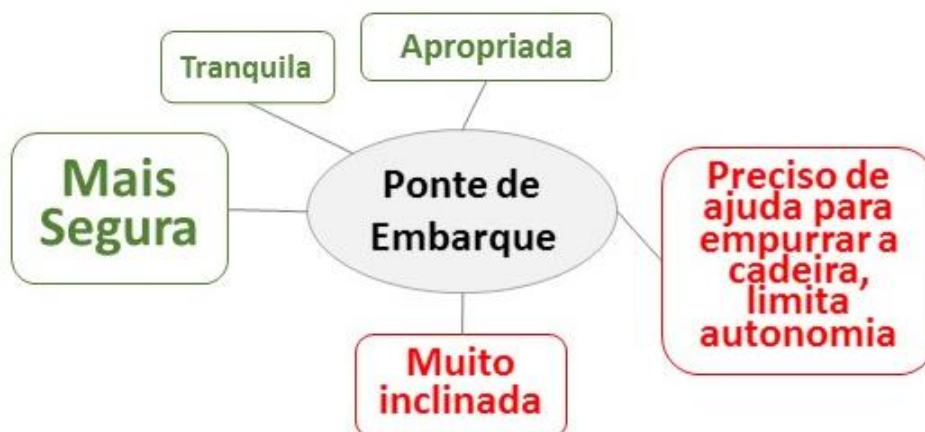 Tranquila
Apropriada
Mais
Segura
Ponte de
Embarque
Preciso de
ajuda para
empurrar a
cadeira,
limita
autonomia
Muito
inclinada